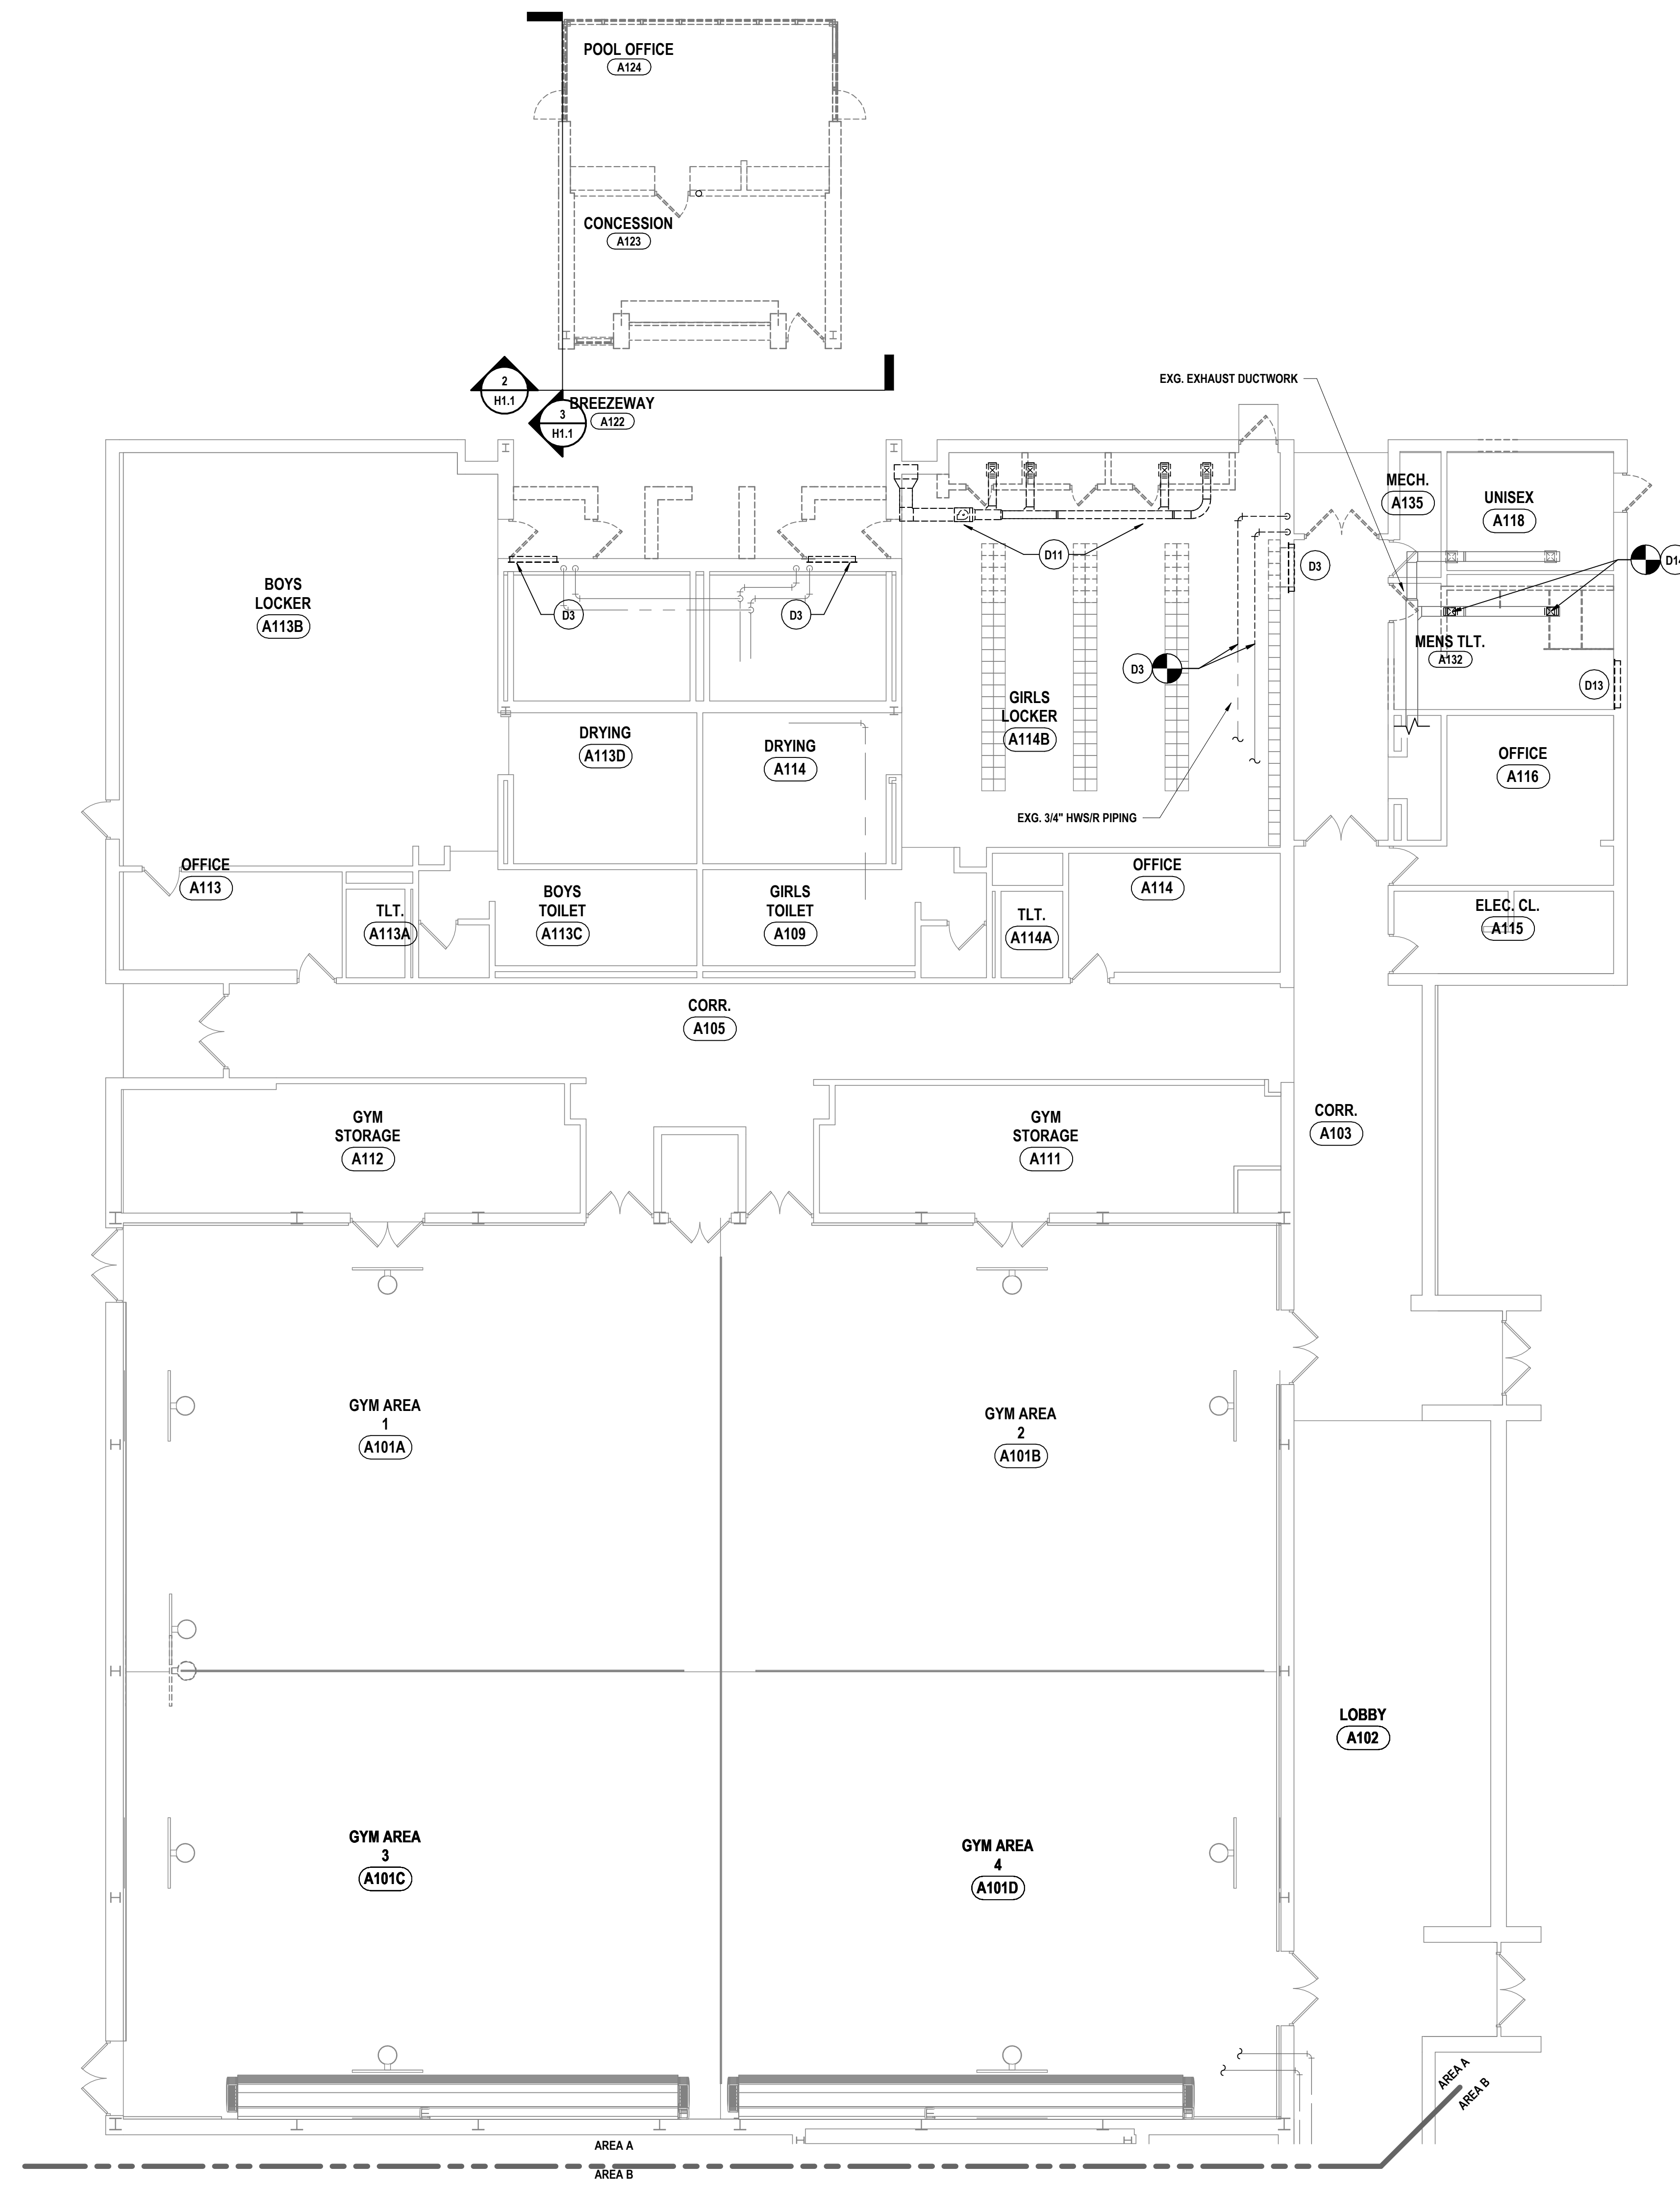 POOL OFFICE
A124
CONCESSION
A123
EXG. EXHAUST DUCTWORK
2
H1.1
3
H1.1
BREEZEWAY
A122
MECH.
A135
UNISEX
A118
D11
D3
D14
BOYS
LOCKER
A113B
D3
D3
MENS TLT.
A132
D3
D13
GIRLS
LOCKER
A114B
DRYING
A113D
DRYING
A114
OFFICE
A116
EXG. 3/4" HWS/R PIPING
OFFICE
A113
OFFICE
A114
TLT.
A113A
BOYS
TOILET
A113C
GIRLS
TOILET
A109
TLT.
A114A
ELEC. CL.
A115
CORR.
A105
GYM
STORAGE
A112
GYM
STORAGE
A111
CORR.
A103
GYM AREA
1
A101A
GYM AREA
2
A101B
LOBBY
A102
GYM AREA
3
A101C
GYM AREA
4
A101D
AREA A
AREA B
AREA A
AREA B